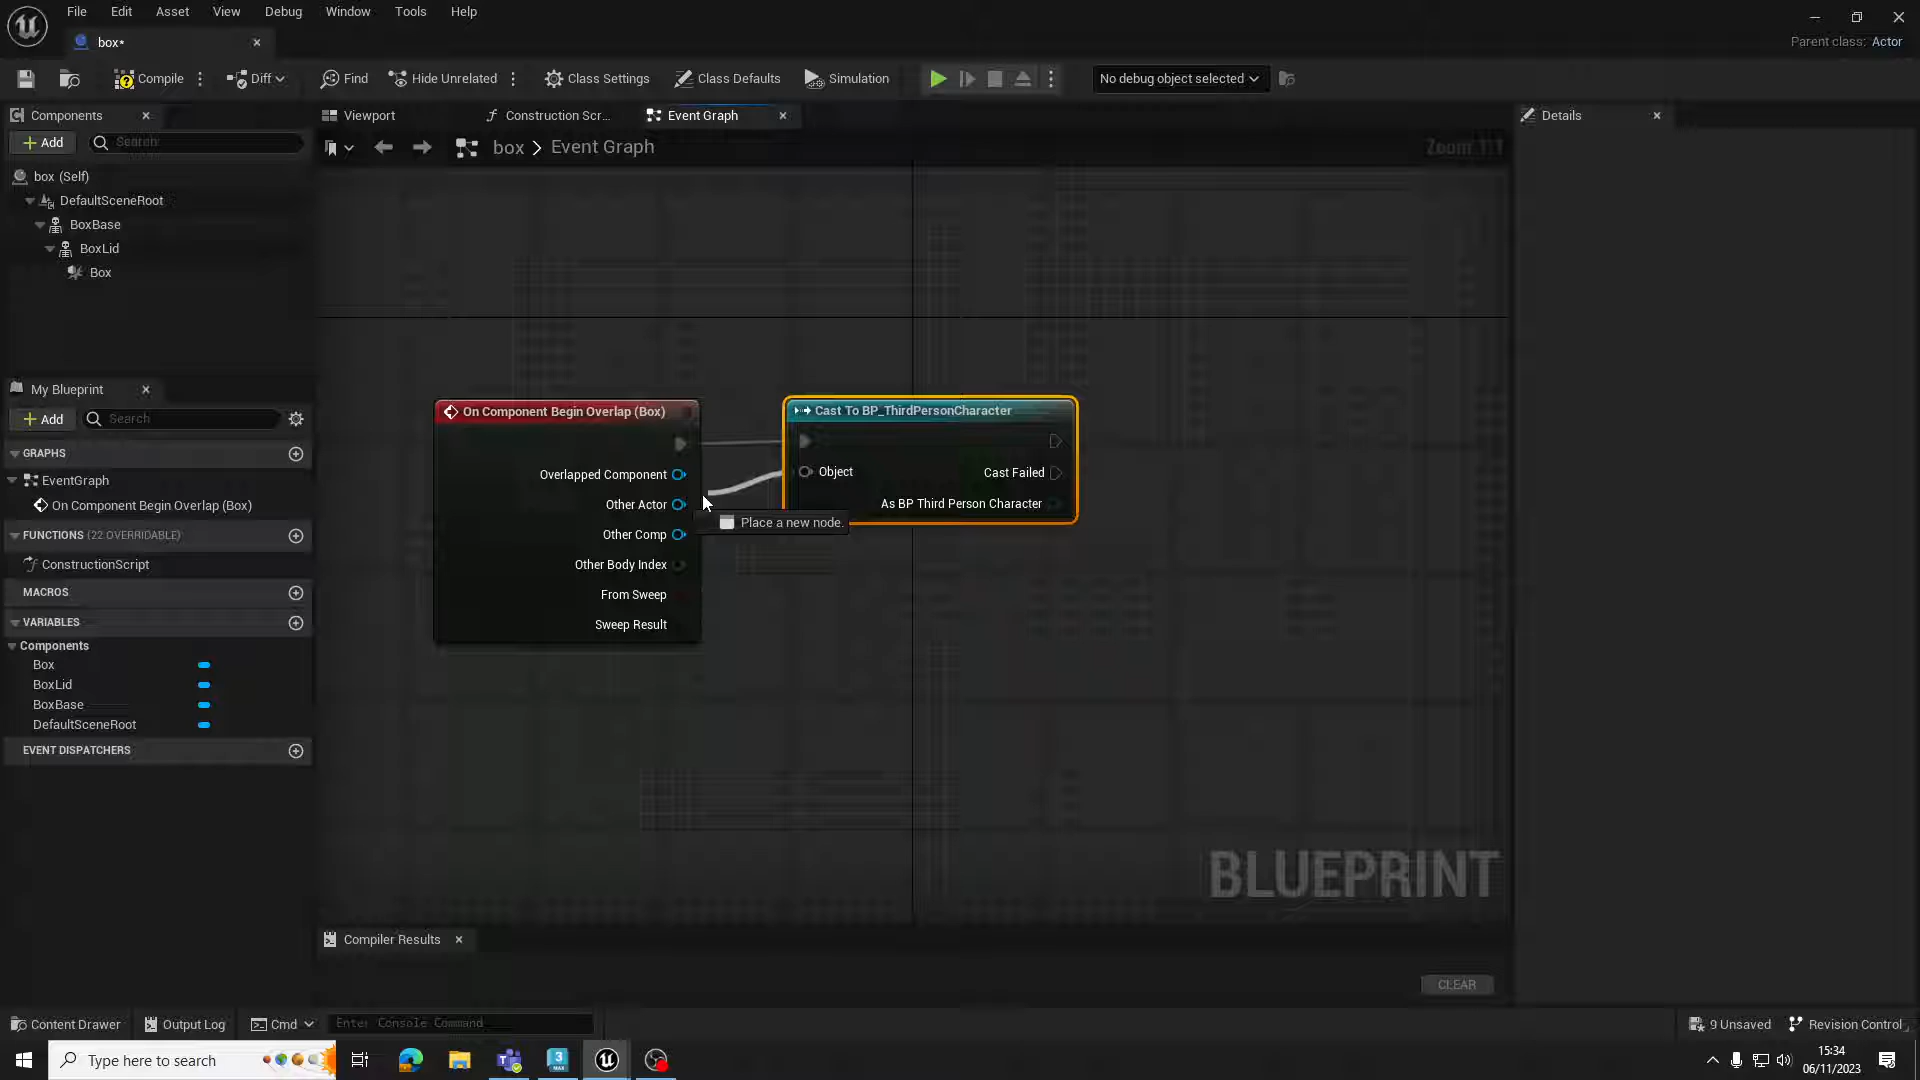 File Edit Asset View Debug Window Tools Help
box*
Parent class: Actor
Compile Diff Find Hide Unrelated Class Settings Class Defaults Simulation No debug object selected
Components
Viewport Construction Scr... Event Graph
Details
Add Search
box > Event Graph
Zoom 1:1
box (Self)
DefaultSceneRoot
BoxBase
BoxLid
Box
My Blueprint
Add Search
GRAPHS
EventGraph
On Component Begin Overlap (Box)
FUNCTIONS (22 OVERRIDABLE)
ConstructionScript
MACROS
VARIABLES
Components
Box
BoxLid
BoxBase
DefaultSceneRoot
EVENT DISPATCHERS
On Component Begin Overlap (Box)
Overlapped Component
Other Actor
Other Comp
Other Body Index
From Sweep
Sweep Result
Cast To BP_ThirdPersonCharacter
Object
Cast Failed
As BP Third Person Character
Place a new node.
BLUEPRINT
Compiler Results
CLEAR
Content Drawer Output Log Cmd Enter Console Command
9 Unsaved Revision Control
Type here to search
15:34
06/11/2023